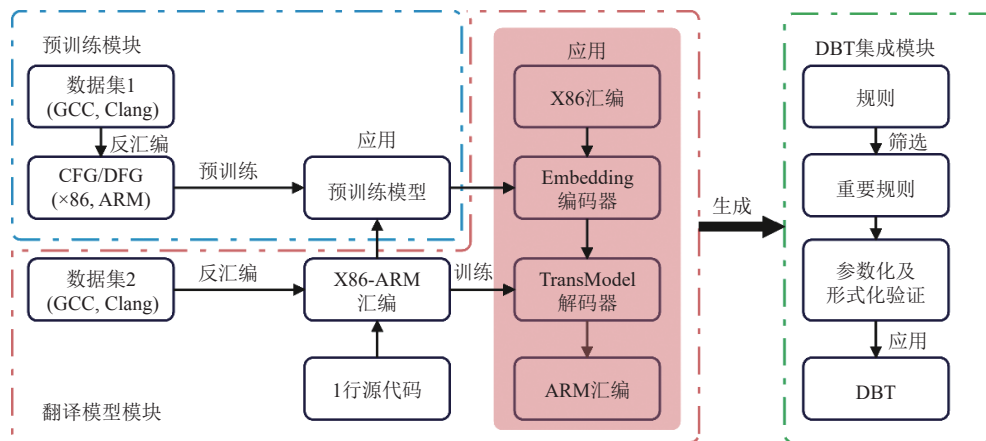 预训练模块
数据集1
(GCC, Clang)
反汇编
CFG/DFG
(×86, ARM)
预训练
应用
预训练模型
数据集2
(GCC, Clang)
反汇编
X86-ARM
汇编
训练
1行源代码
翻译模型模块
应用
X86汇编
Embedding
编码器
TransModel
解码器
ARM汇编
生成
DBT集成模块
规则
筛选
重要规则
参数化及
形式化验证
应用
DBT